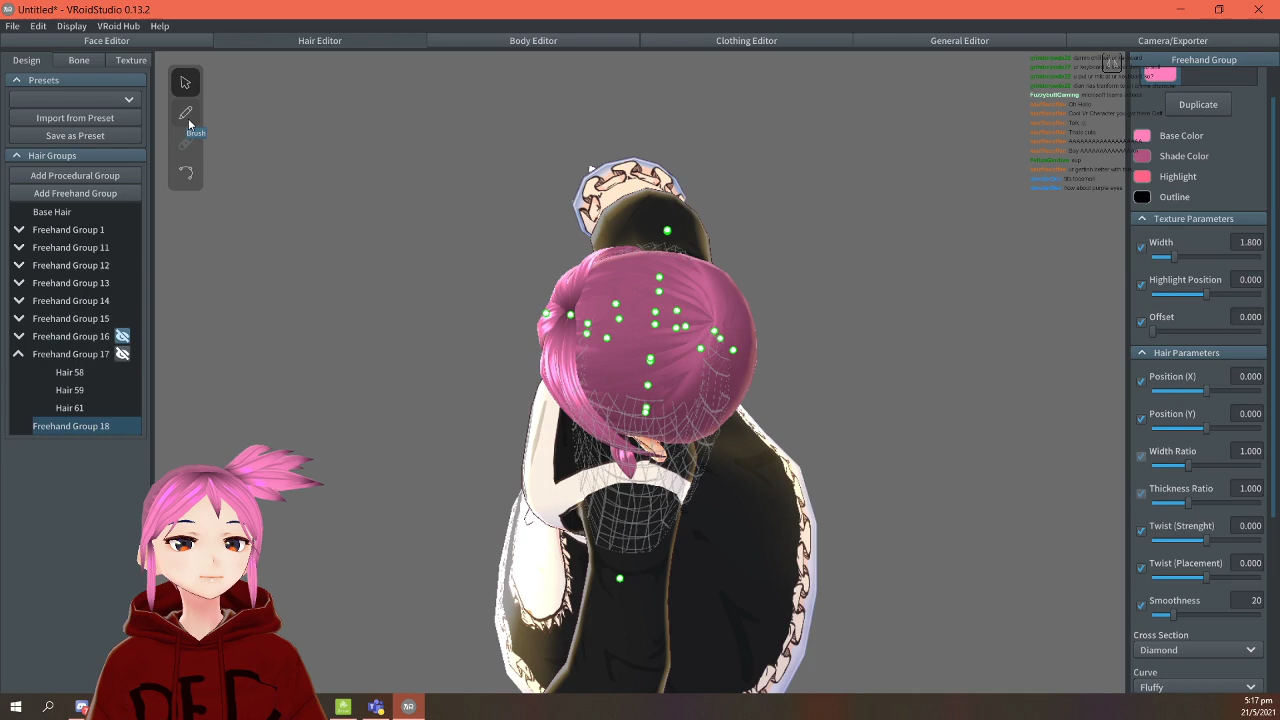 Untitled* - VRoidStudio 0.13.2
File Edit Display VRoid Hub Help
Face Editor Hair Editor Body Editor Clothing Editor General Editor Camera/Exporter
Design Bone Texture
Presets
Import from Preset
Save as Preset
Hair Groups
Add Procedural Group
Add Freehand Group
Base Hair
Freehand Group 1
Freehand Group 11
Freehand Group 12
Freehand Group 13
Freehand Group 14
Freehand Group 15
Freehand Group 16
Freehand Group 17
Hair 58
Hair 59
Hair 61
Freehand Group 18
Brush
FuzzybuttGaming
Oh Hello
how about purple eyes
Freehand Group
Duplicate
Base Color
Shade Color
Highlight
Outline
Texture Parameters
Width 1.800
Highlight Position 0.000
Offset 0.000
Hair Parameters
Position (X) 0.000
Position (Y) 0.000
Width Ratio 1.000
Thickness Ratio 1.000
Twist (Strenght) 0.000
Twist (Placement) 0.000
Smoothness 20
Cross Section
Diamond
Curve
Fluffy
5:17 pm
21/5/2021